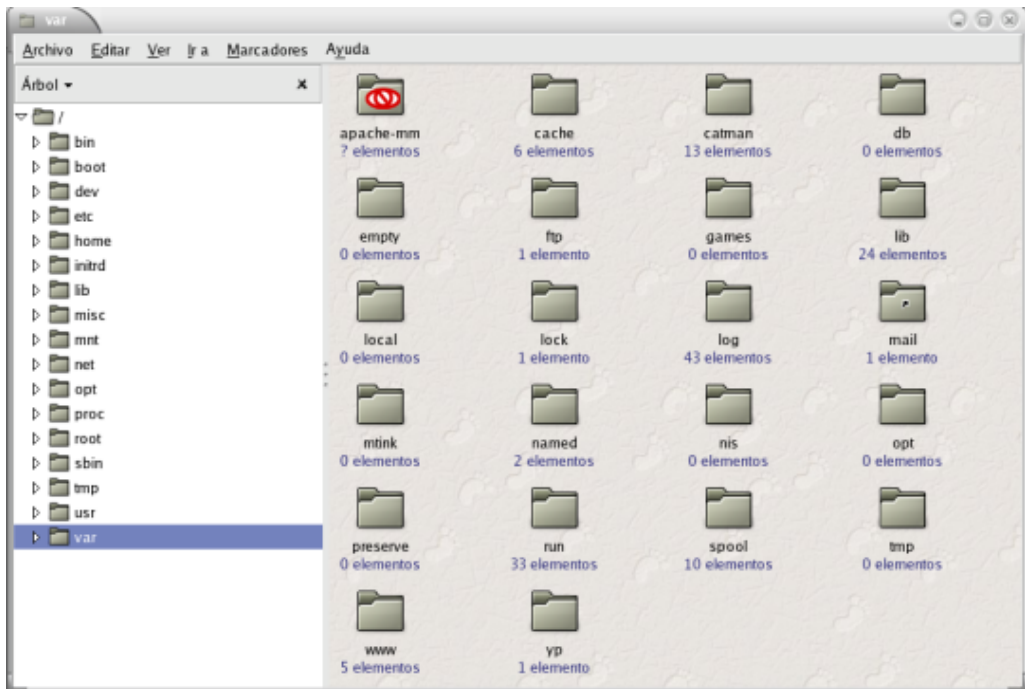 var
Archivo Editar Ver Ir a Marcadores Ayuda
Árbol
/
bin
boot
dev
etc
home
initrd
lib
misc
mnt
net
opt
proc
root
sbin
tmp
usr
var
apache-mm cache catman db
? elementos 6 elementos 13 elementos 0 elementos
empty ftp games lib
0 elementos 1 elemento 0 elementos 24 elementos
local lock log mail
0 elementos 1 elemento 43 elementos 1 elemento
mtink named nis opt
0 elementos 2 elementos 0 elementos 0 elementos
preserve run spool tmp
0 elementos 33 elementos 10 elementos 0 elementos
www yp
5 elementos 1 elemento